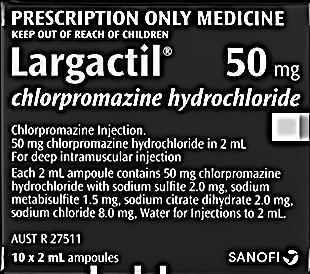 PRESCRIPTION ONLY MEDICINE
KEEP OUT OF REACH OF CHILDREN
Largactil® 50 mg
chlorpromazine hydrochloride
Chlorpromazine Injection.
50 mg chlorpromazine hydrochloride in 2 mL
For deep intramuscular injection
Each 2 mL ampoule contains 50 mg chlorpromazine
hydrochloride with sodium sulfite 2.0 mg, sodium
metabisulfite 1.5 mg, sodium citrate dihydrate 2.0 mg,
sodium chloride 8.0 mg, Water for Injections to 2 mL.
AUST R 27511
10 x 2 mL ampoules SANOFI